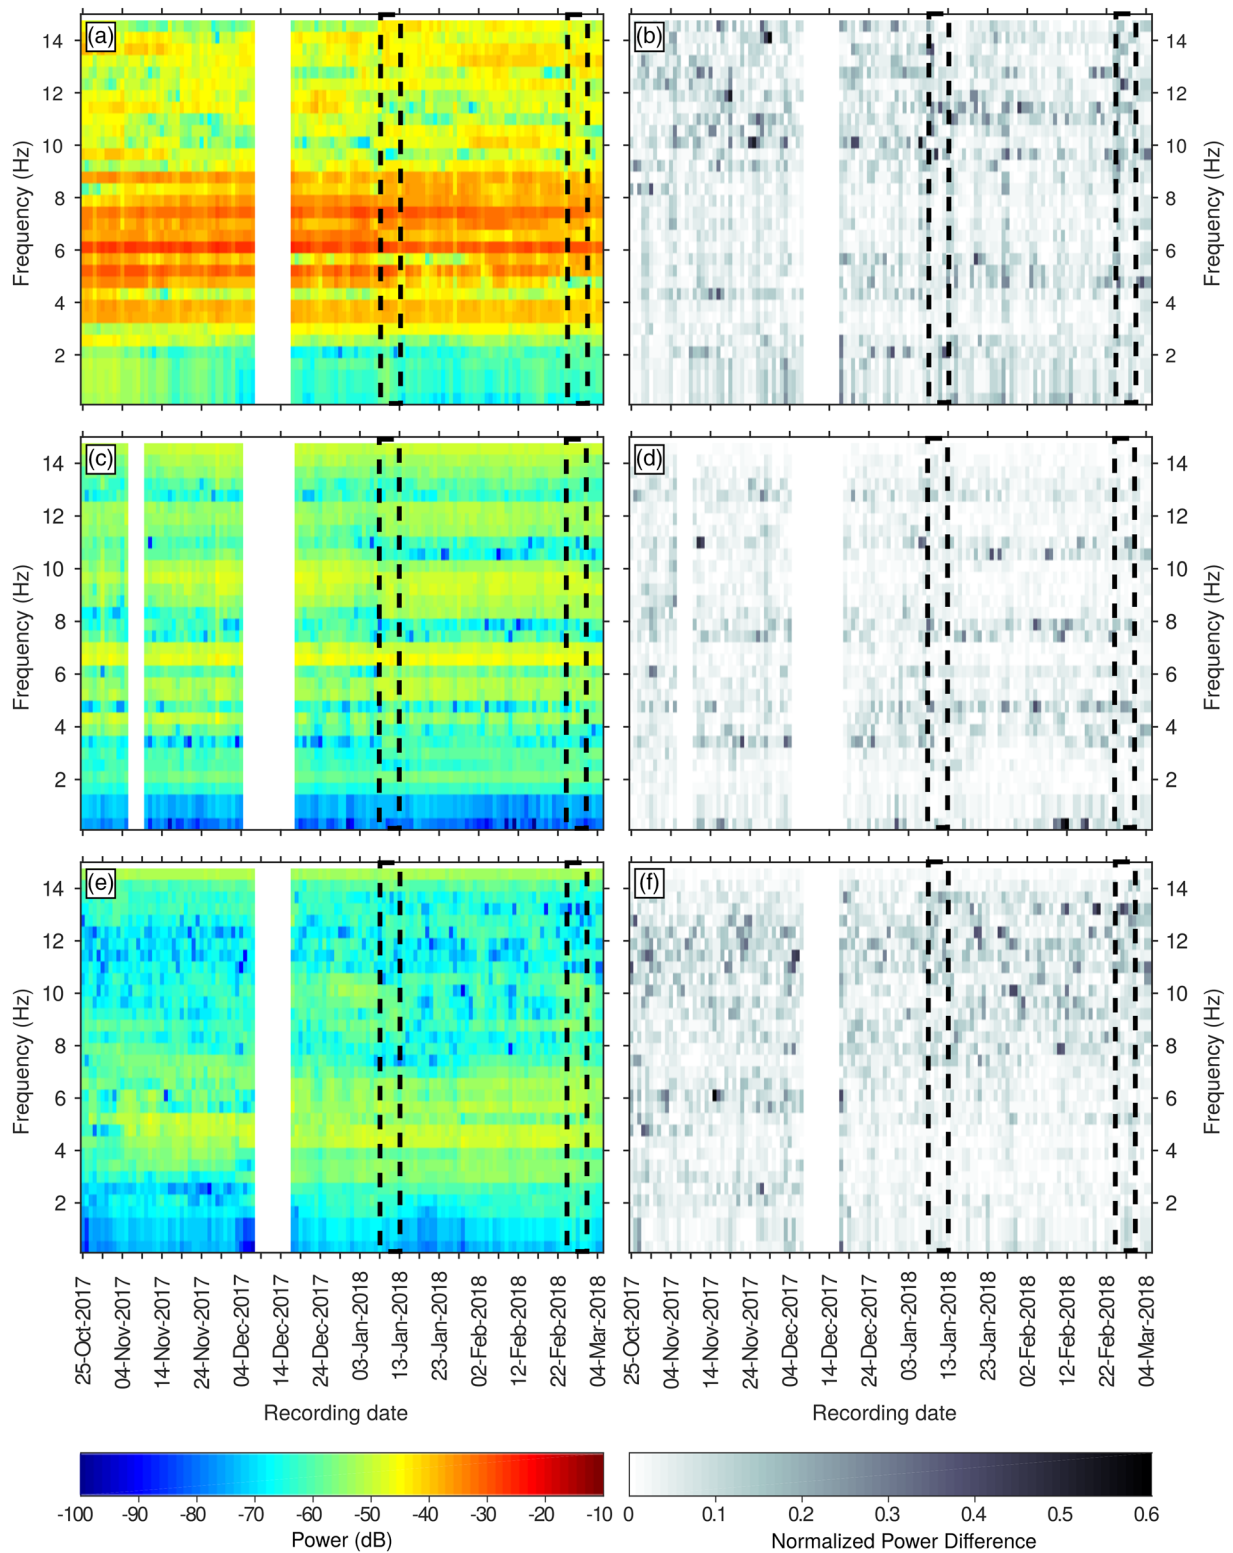 (a)
(b)
Frequency (Hz)
14
12
10
8
6
4
2
14
12
10
8
6
4
2
Frequency (Hz)
(c)
(d)
Frequency (Hz)
14
12
10
8
6
4
2
14
12
10
8
6
4
2
Frequency (Hz)
(e)
(f)
Frequency (Hz)
14
12
10
8
6
4
2
14
12
10
8
6
4
2
Frequency (Hz)
25-Oct-2017
04-Nov-2017
14-Nov-2017
24-Nov-2017
04-Dec-2017
14-Dec-2017
24-Dec-2017
03-Jan-2018
13-Jan-2018
23-Jan-2018
02-Feb-2018
12-Feb-2018
22-Feb-2018
04-Mar-2018
25-Oct-2017
04-Nov-2017
14-Nov-2017
24-Nov-2017
04-Dec-2017
14-Dec-2017
24-Dec-2017
03-Jan-2018
13-Jan-2018
23-Jan-2018
02-Feb-2018
12-Feb-2018
22-Feb-2018
04-Mar-2018
Recording date
Recording date
-100 -90 -80 -70 -60 -50 -40 -30 -20 -10
0 0.1 0.2 0.3 0.4 0.5 0.6
Power (dB)
Normalized Power Difference